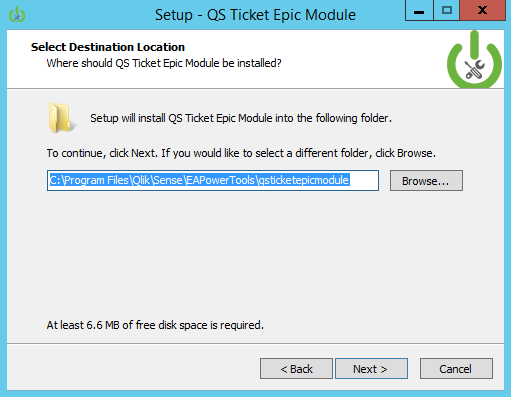 Setup - QS Ticket Epic Module
Select Destination Location
Where should QS Ticket Epic Module be installed?
Setup will install QS Ticket Epic Module into the following folder.
To continue, click Next. If you would like to select a different folder, click Browse.
C:\Program Files\Qlik\Sense\EAPowerTools\qsticketepicmodule
Browse...
At least 6.6 MB of free disk space is required.
< Back
Next >
Cancel